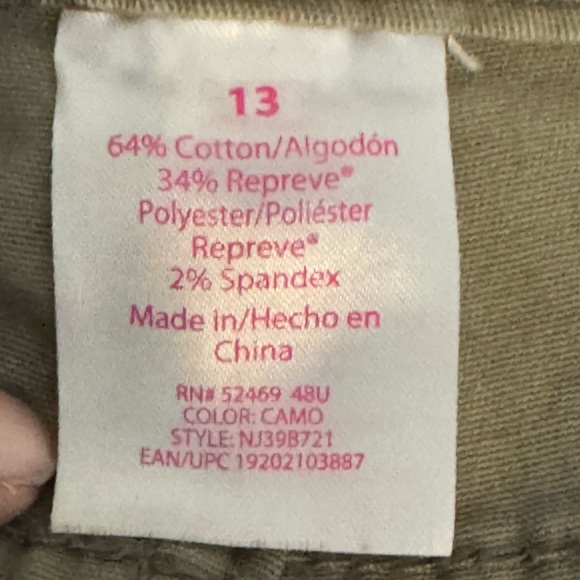 13
64% Cotton/Algodón
34% Repreve®
Polyester/Poliéster
Repreve®
2% Spandex
Made in/Hecho en
China
RN# 52469 48U
COLOR: CAMO
STYLE: NJ39B721
EAN/UPC 19202103887